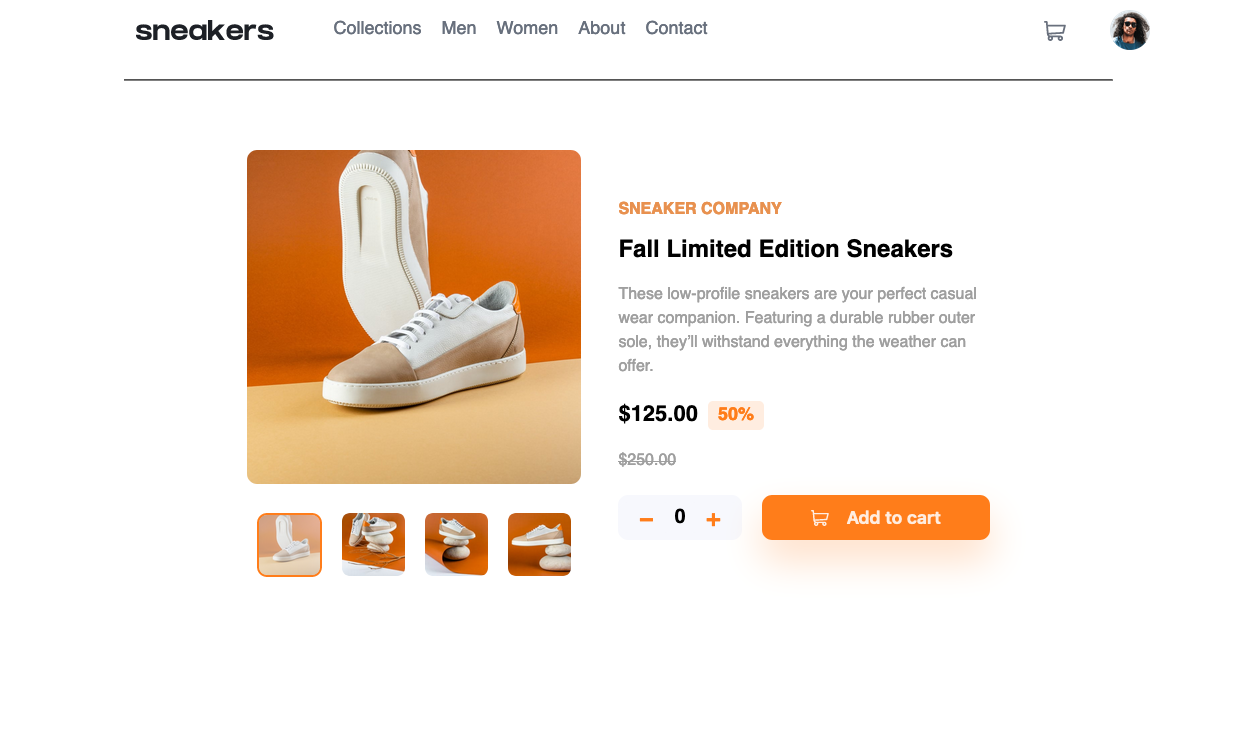 sneakers
Collections Men Women About Contact
SNEAKER COMPANY
Fall Limited Edition Sneakers
These low-profile sneakers are your perfect casual
wear companion. Featuring a durable rubber outer
sole, they’ll withstand everything the weather can
offer.
$125.00 50%
$250.00
− 0 + Add to cart